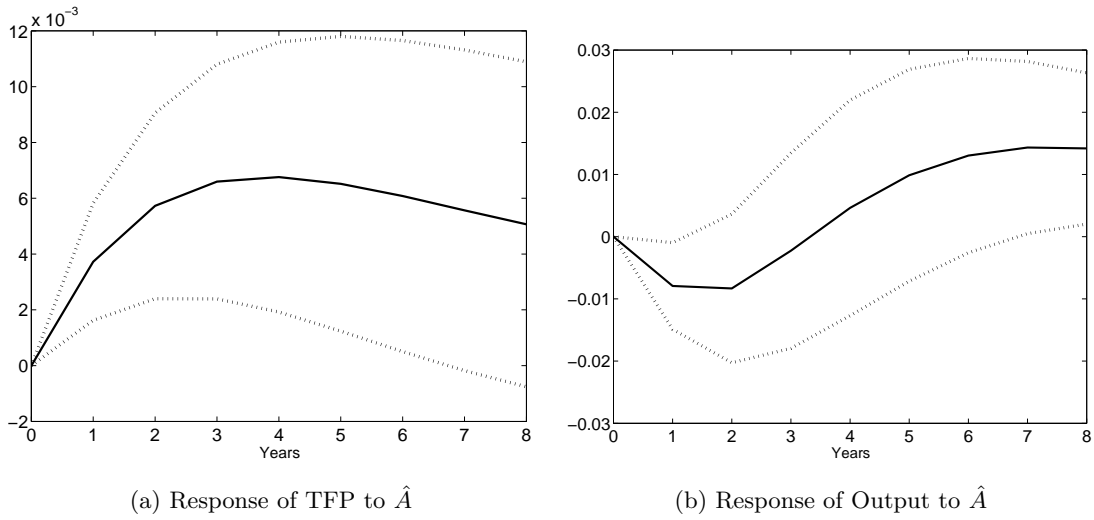 x 10⁻³
12
10
8
6
4
2
0
−2
0 1 2 3 4 5 6 7 8
Years
(a) Response of TFP to Â
0.03
0.02
0.01
0
−0.01
−0.02
−0.03
0 1 2 3 4 5 6 7 8
Years
(b) Response of Output to Â